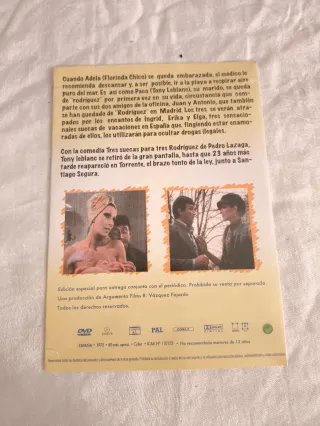 Cuando Adela (Florinda Chico) se queda embarazada, el médico le
recomienda descansar y, a ser posible, ir a la playa a respirar aire
puro del mar. Es así como Paco (Tony Leblanc), su marido, se queda
de "rodríguez" por primera vez en su vida, circunstancia que com-
parte con sus dos amigos de la oficina, Juan y Antonio, que también
se han quedado de "Rodríguez" en Madrid. Los tres se verán atra-
pados por los encantos de Ingrid, Erika y Elga, tres sensacio-
nales suecas de vacaciones en España que, fingiendo estar enamo-
radas de ellos, los utilizarán para ocultar drogas ilegales.
Con la comedia Tres suecas para tres Rodríguez de Pedro Lazaga,
Tony leblanc se retiró de la gran pantalla, hasta que 23 años más
tarde reapareció en Torrente, el brazo tonto de la ley, junto a San-
tiago Segura.
Edición especial para entrega conjunta con el periódico. Prohibida su venta por separado.
Una producción de Argumento Films P. Vázquez Fajardo.
Todos los derechos reservados.
DVD PAL
No recomendada menores de 13 años